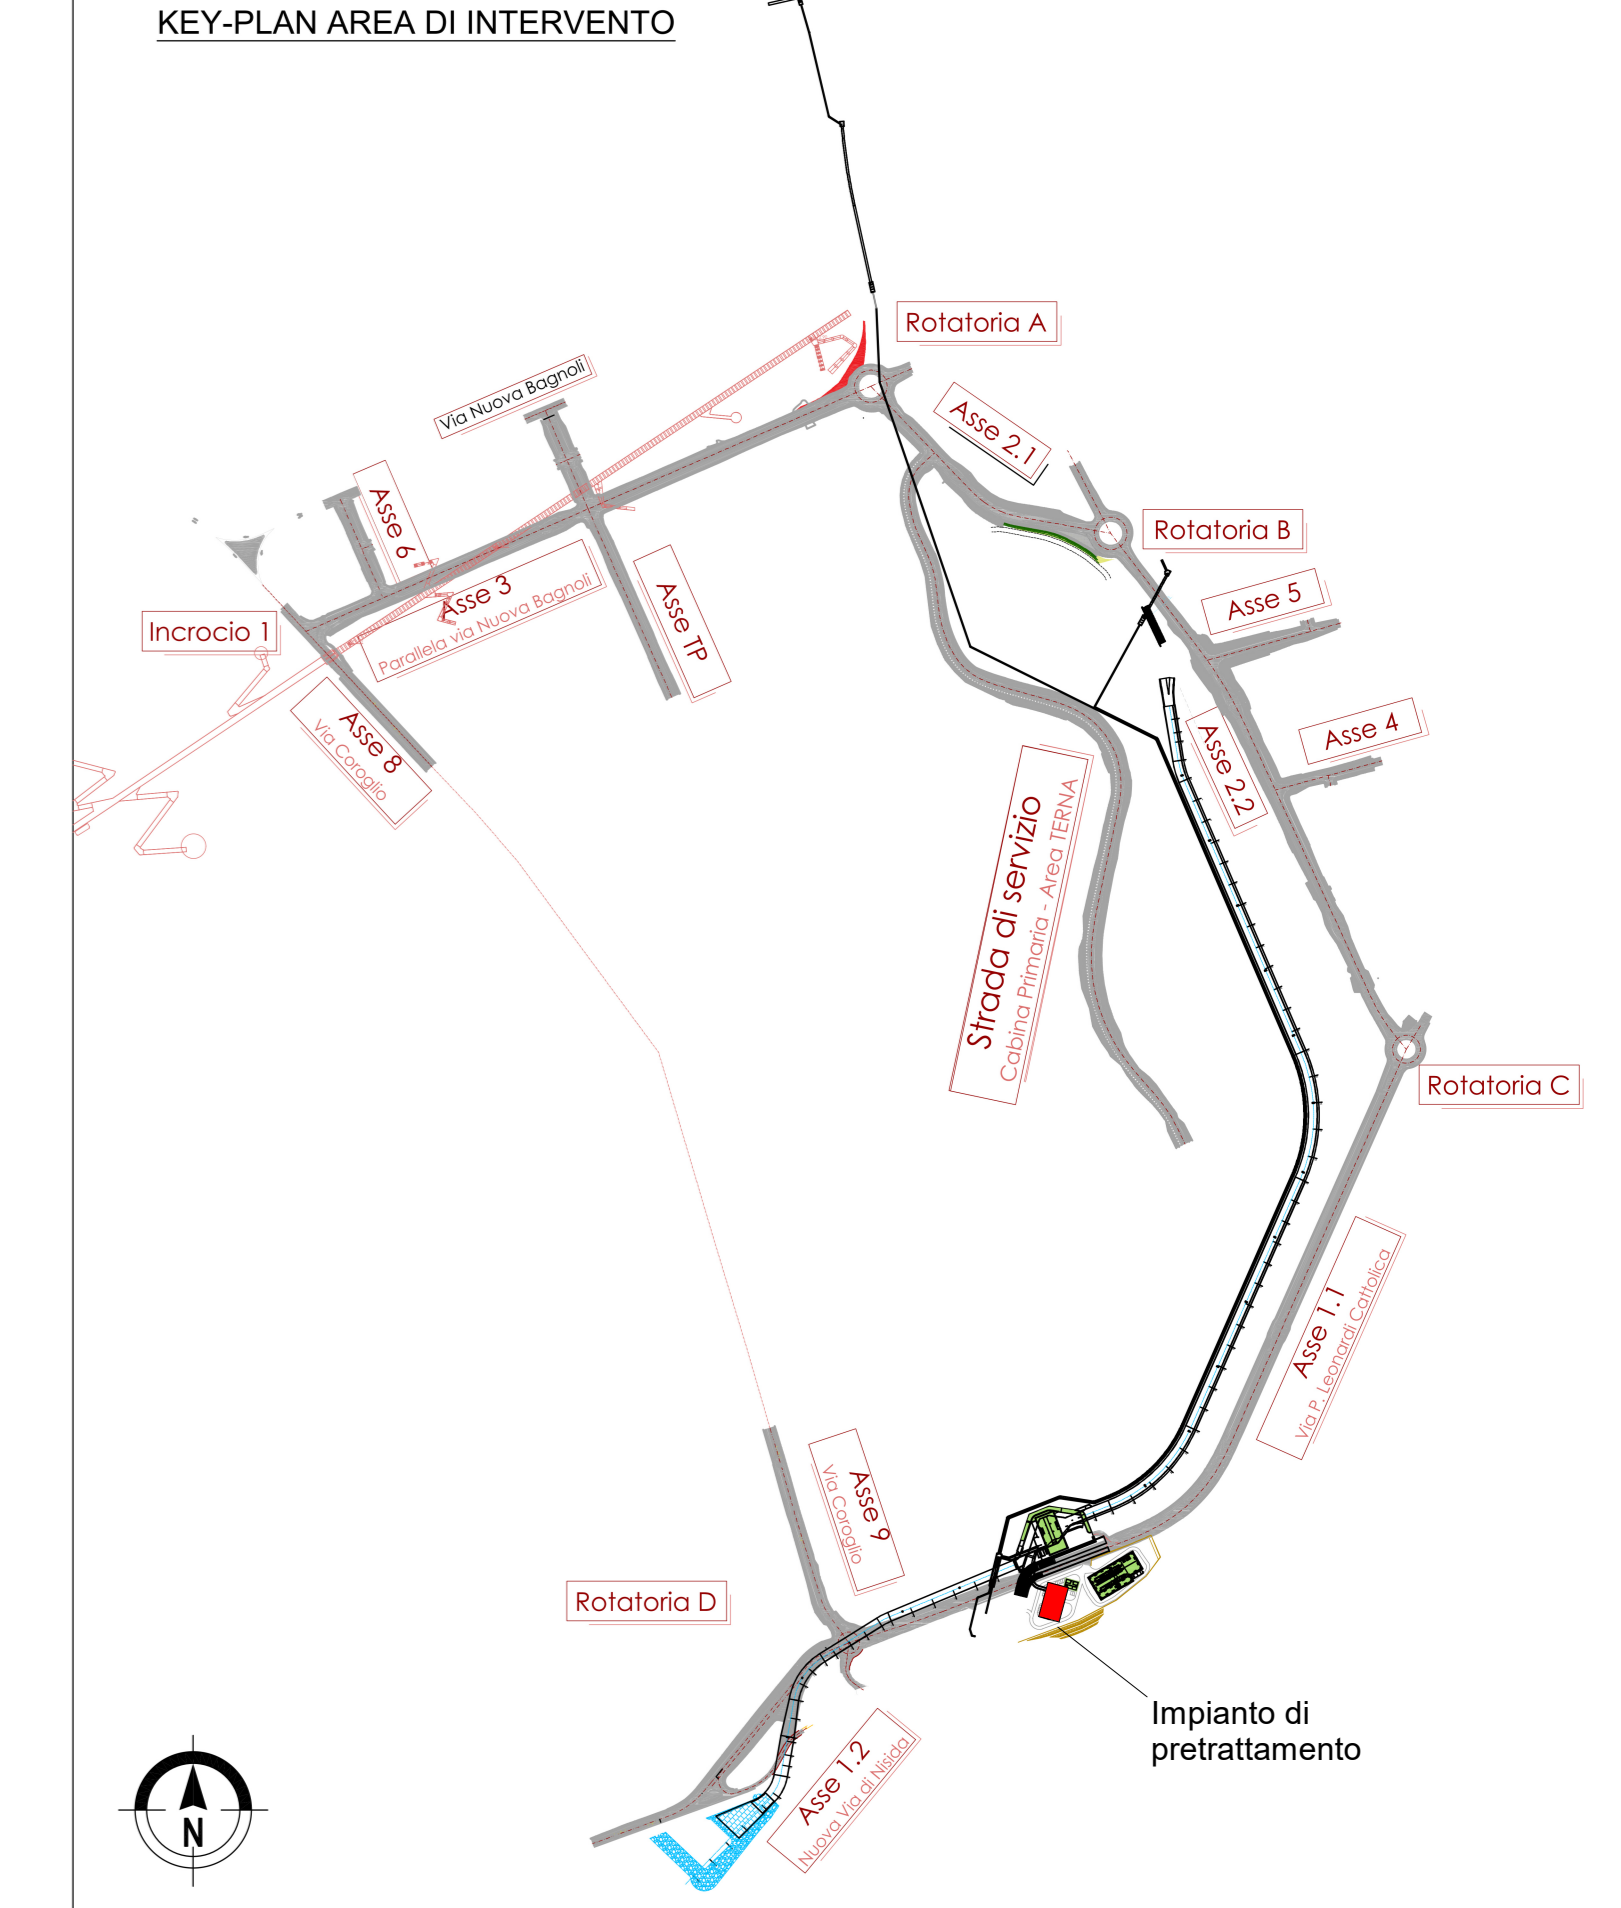 KEY-PLAN AREA DI INTERVENTO
Rotatoria A
Via Nuova Bagnoli
Asse 2.1
Asse 6
Rotatoria B
Asse 3
Parallela via Nuova Bagnoli
Asse TP
Asse 5
Incrocio 1
Asse 8
Via Coroglio
Asse 4
Asse 2.2
Strada di servizio
Cabina Primaria - Area TERNA
Rotatoria C
Asse 1.1
Via P. Leonardi Cattolica
Asse 9
Via Coroglio
Rotatoria D
Impianto di
pretrattamento
Asse 1.2
Nuova Via di Nisida
N